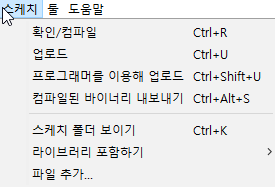 스케치 툴 도움말
확인/컴파일 Ctrl+R
업로드 Ctrl+U
프로그래머를 이용해 업로드 Ctrl+Shift+U
컴파일된 바이너리 내보내기 Ctrl+Alt+S
스케치 폴더 보이기 Ctrl+K
라이브러리 포함하기
파일 추가...